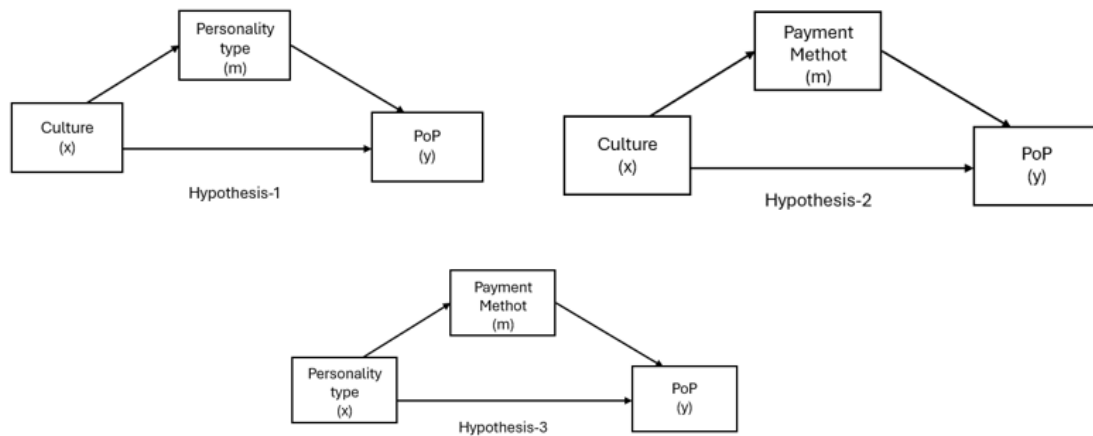 Personality
type
(m)
Culture
(x)
PoP
(y)
Hypothesis-1
Payment
Methot
(m)
Culture
(x)
PoP
(y)
Hypothesis-2
Payment
Methot
(m)
Personality
type
(x)
PoP
(y)
Hypothesis-3